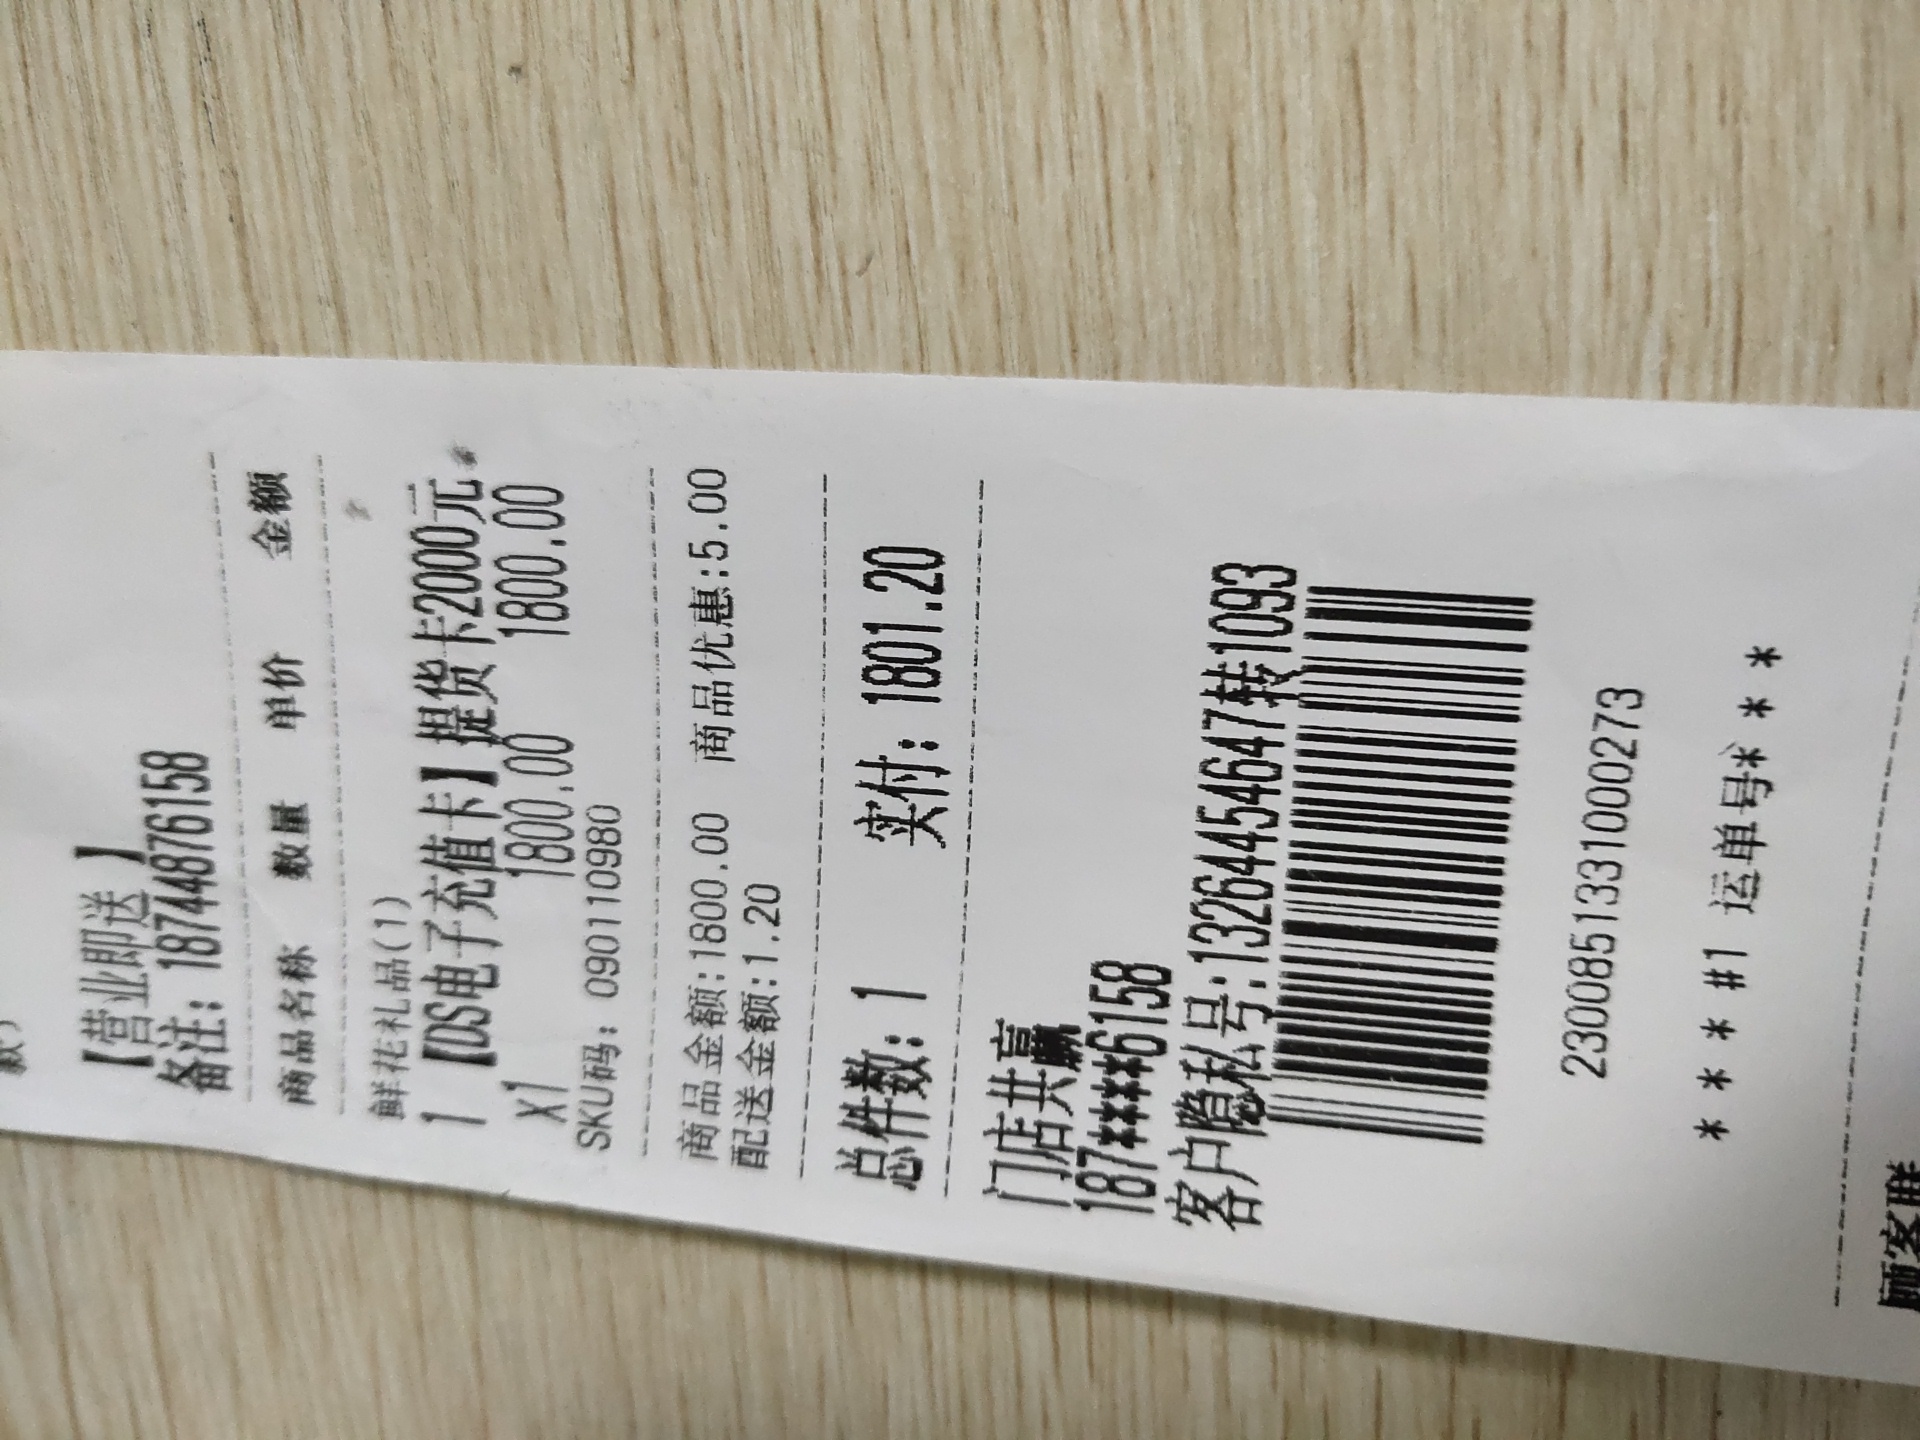 款)
【营业即送 】
备注: 18744876158
商品名称 数量 单价 金额
鲜花礼品(1)
1 【DS电子充值卡】提货卡2000元
x1 1800.00 1800.00
SKU码: 0901110980
商品金额:1800.00 商品优惠:5.00
配送金额:1.20
总件数: 1 实付: 1801.20
门店共赢
187****6158
客户隐私号:13264454647转1093
2300851331000273
* * * #1 运单号* * *
顾客联